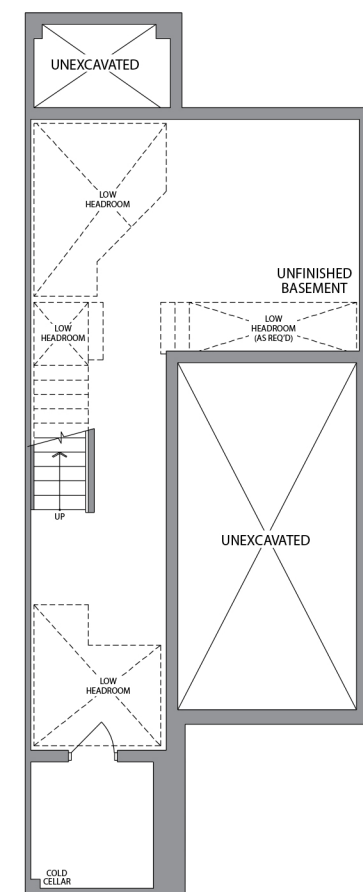 UNEXCAVATED
LOW
HEADROOM
UNFINISHED
BASEMENT
LOW
HEADROOM
LOW
HEADROOM
(AS REQ'D)
UP
UNEXCAVATED
LOW
HEADROOM
COLD
CELLAR